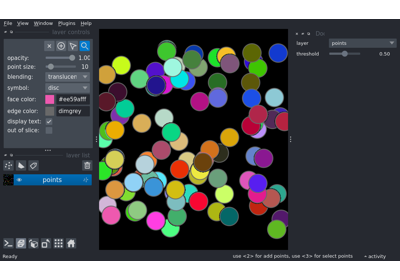 File View Window Plugins Help
layer controls
opacity: 1.00
point size: 10
blending: translucen
symbol: disc
face color: #ee59afff
edge color: dimgrey
display text: ✓
out of slice:
layer list
points
layer points
threshold 0.50
Ready
use <2> for add points, use <3> for select points
activity